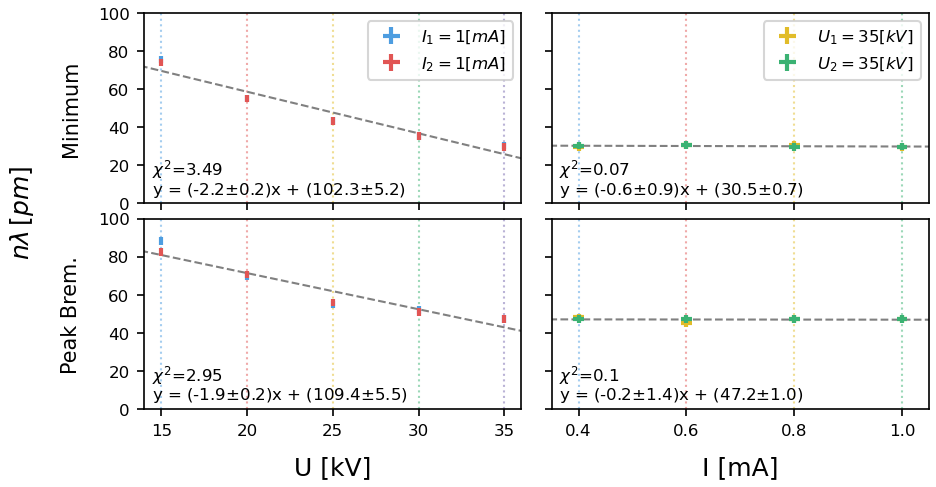 100
80
60
40
20
0
Minimum
I₁ = 1[mA]
I₂ = 1[mA]
χ²=3.49
y = (-2.2±0.2)x + (102.3±5.2)
U₁ = 35[kV]
U₂ = 35[kV]
χ²=0.07
y = (-0.6±0.9)x + (30.5±0.7)
nλ [pm]
100
80
60
40
20
0
Peak Brem.
χ²=2.95
y = (-1.9±0.2)x + (109.4±5.5)
15 20 25 30 35
U [kV]
χ²=0.1
y = (-0.2±1.4)x + (47.2±1.0)
0.4 0.6 0.8 1.0
I [mA]